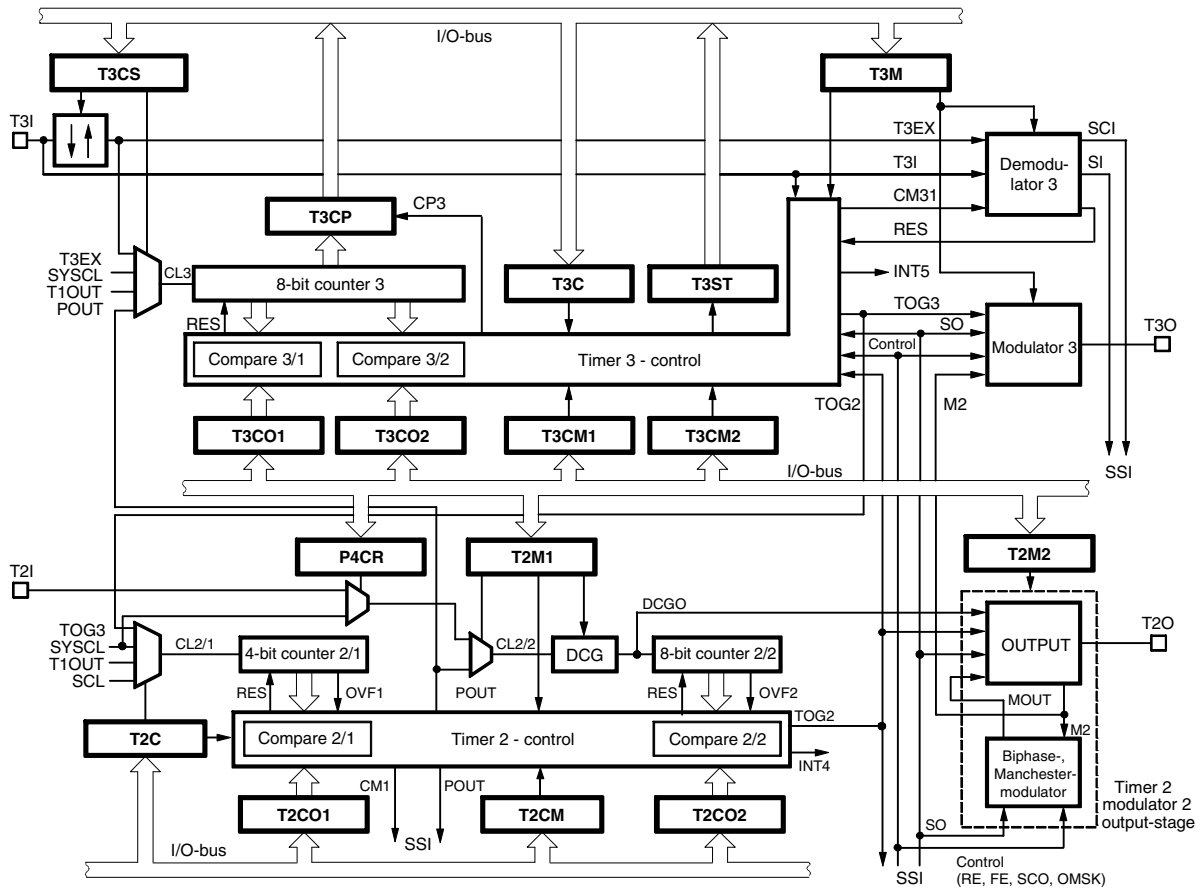 I/O-bus
T3CS
T3M
T3I
T3EX
SCI
T3I
SI
Demodu-
lator 3
CM31
T3CP
CP3
RES
T3EX
SYSCL
T1OUT
POUT
CL3
8-bit counter 3
T3C
T3ST
INT5
RES
TOG3
SO
T3O
Compare 3/1
Compare 3/2
Timer 3 - control
Control
Modulator 3
TOG2
M2
T3CO1
T3CO2
T3CM1
T3CM2
SSI
I/O-bus
P4CR
T2M1
T2M2
T2I
DCGO
T2O
TOG3
SYSCL
T1OUT
SCL
CL2/1
4-bit counter 2/1
CL2/2
DCG
8-bit counter 2/2
OUTPUT
RES
OVF1
POUT
RES
OVF2
MOUT
TOG2
M2
T2C
Compare 2/1
Timer 2 - control
Compare 2/2
INT4
Biphase-,
Manchester-
modulator
Timer 2
modulator 2
output-stage
CM1
POUT
T2CO1
T2CM
T2CO2
SSI
SO
I/O-bus
SSI
Control
(RE, FE, SCO, OMSK)